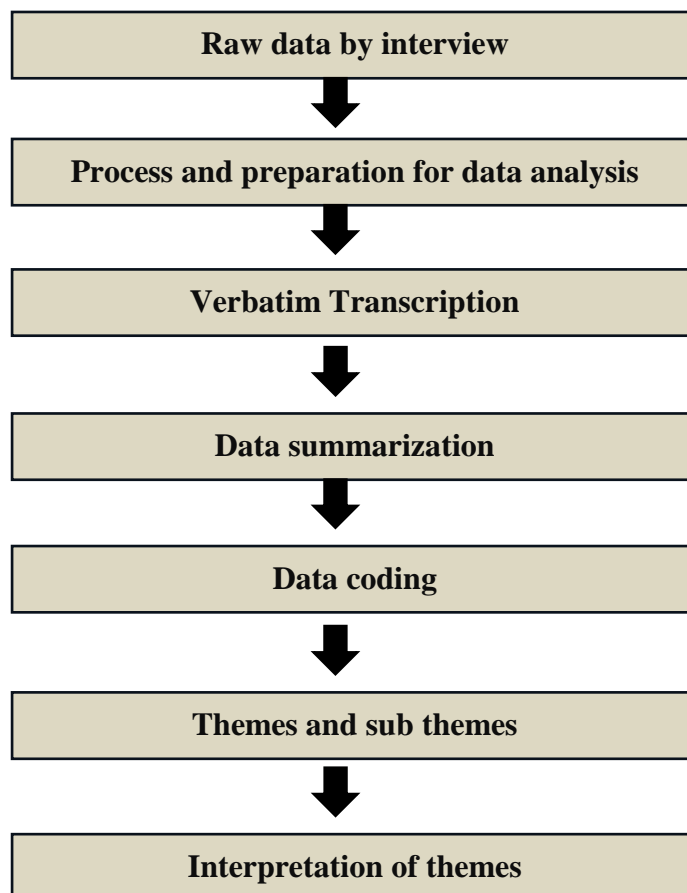 Raw data by interview
Process and preparation for data analysis
Verbatim Transcription
Data summarization
Data coding
Themes and sub themes
Interpretation of themes